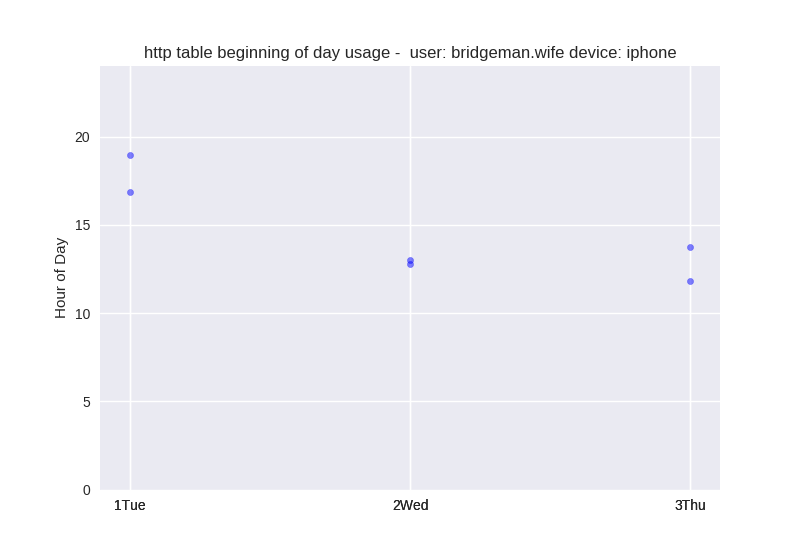 http table beginning of day usage -  user: bridgeman.wife device: iphone
20
15
10
5
0
Hour of Day
1Tue 2Wed 3Thu